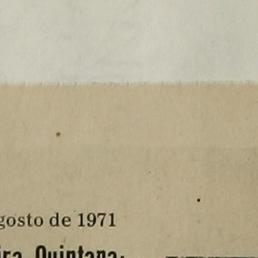 gosto de 1971
ira Quintana: